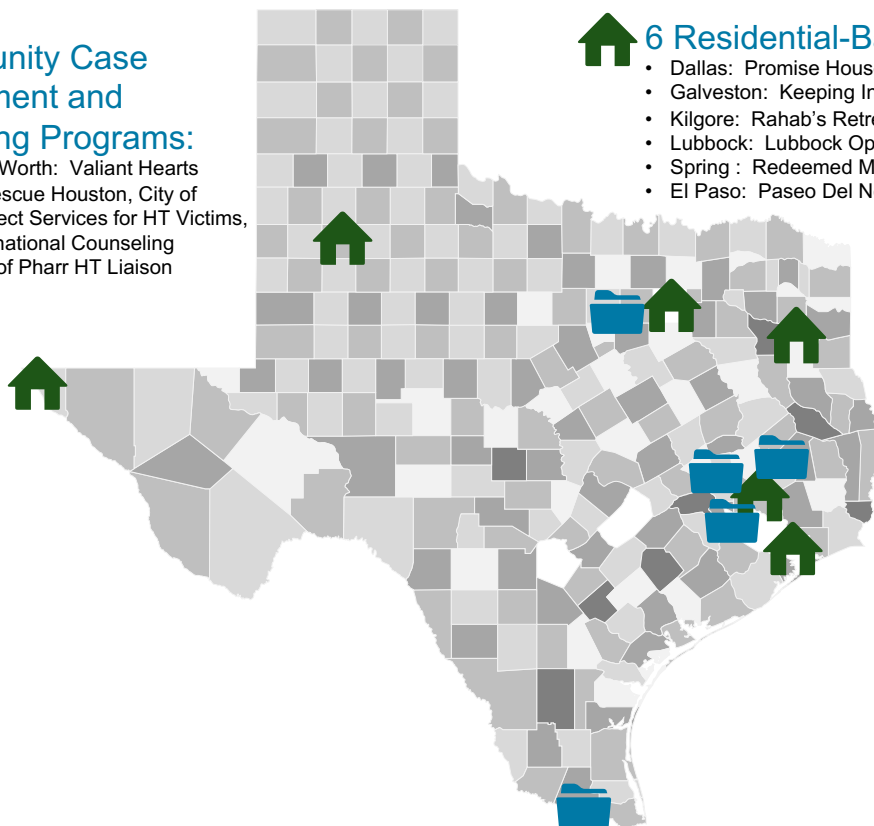 unity Case
ment and
ng Programs:
Worth: Valiant Hearts
escue Houston, City of
ect Services for HT Victims,
national Counseling
of Pharr HT Liaison
6 Residential-B
• Dallas: Promise Hous
• Galveston: Keeping In
• Kilgore: Rahab's Retre
• Lubbock: Lubbock Op
• Spring : Redeemed M
• El Paso: Paseo Del N